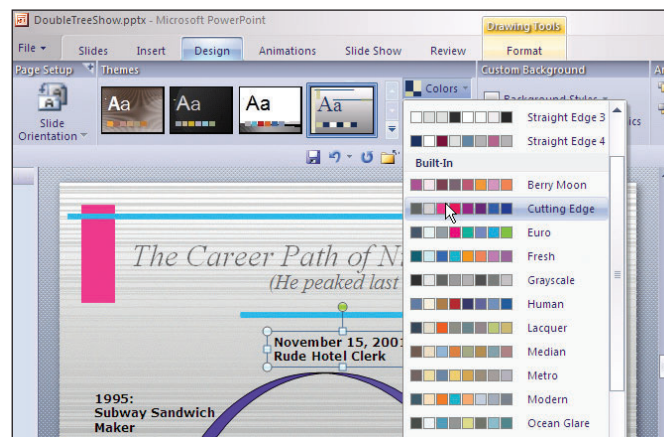 DoubleTreeShow.pptx - Microsoft PowerPoint
Drawing Tools
File Slides Insert Design Animations Slide Show Review Format
Page Setup Themes Custom Background
Slide
Orientation
Aa Aa Aa Aa
Colors
Background Styles
Straight Edge 3
Straight Edge 4
Built-In
Berry Moon
Cutting Edge
Euro
Fresh
Grayscale
Human
Lacquer
Median
Metro
Modern
Ocean Glare
The Career Path of
(He peaked last
November 15, 2001
Rude Hotel Clerk
1995:
Subway Sandwich
Maker